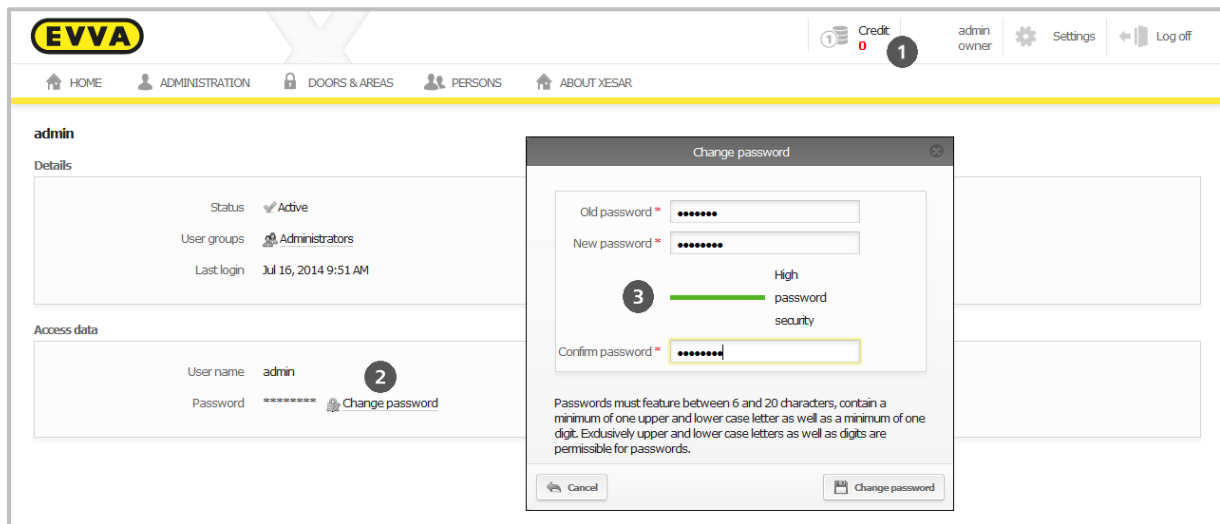 EVVA
Credit
0
1
admin
owner
Settings
Log off
HOME
ADMINISTRATION
DOORS & AREAS
PERSONS
ABOUT XESAR
admin
Details
Status Active
User groups Administrators
Last login Jul 16, 2014 9:51 AM
Access data
User name admin
2
Password ******** Change password
Change password
Old password * •••••••
New password * ••••••••
3
High
password
security
Confirm password * ••••••••
Passwords must feature between 6 and 20 characters, contain a
minimum of one upper and lower case letter as well as a minimum of one
digit. Exclusively upper and lower case letters as well as digits are
permissible for passwords.
Cancel
Change password